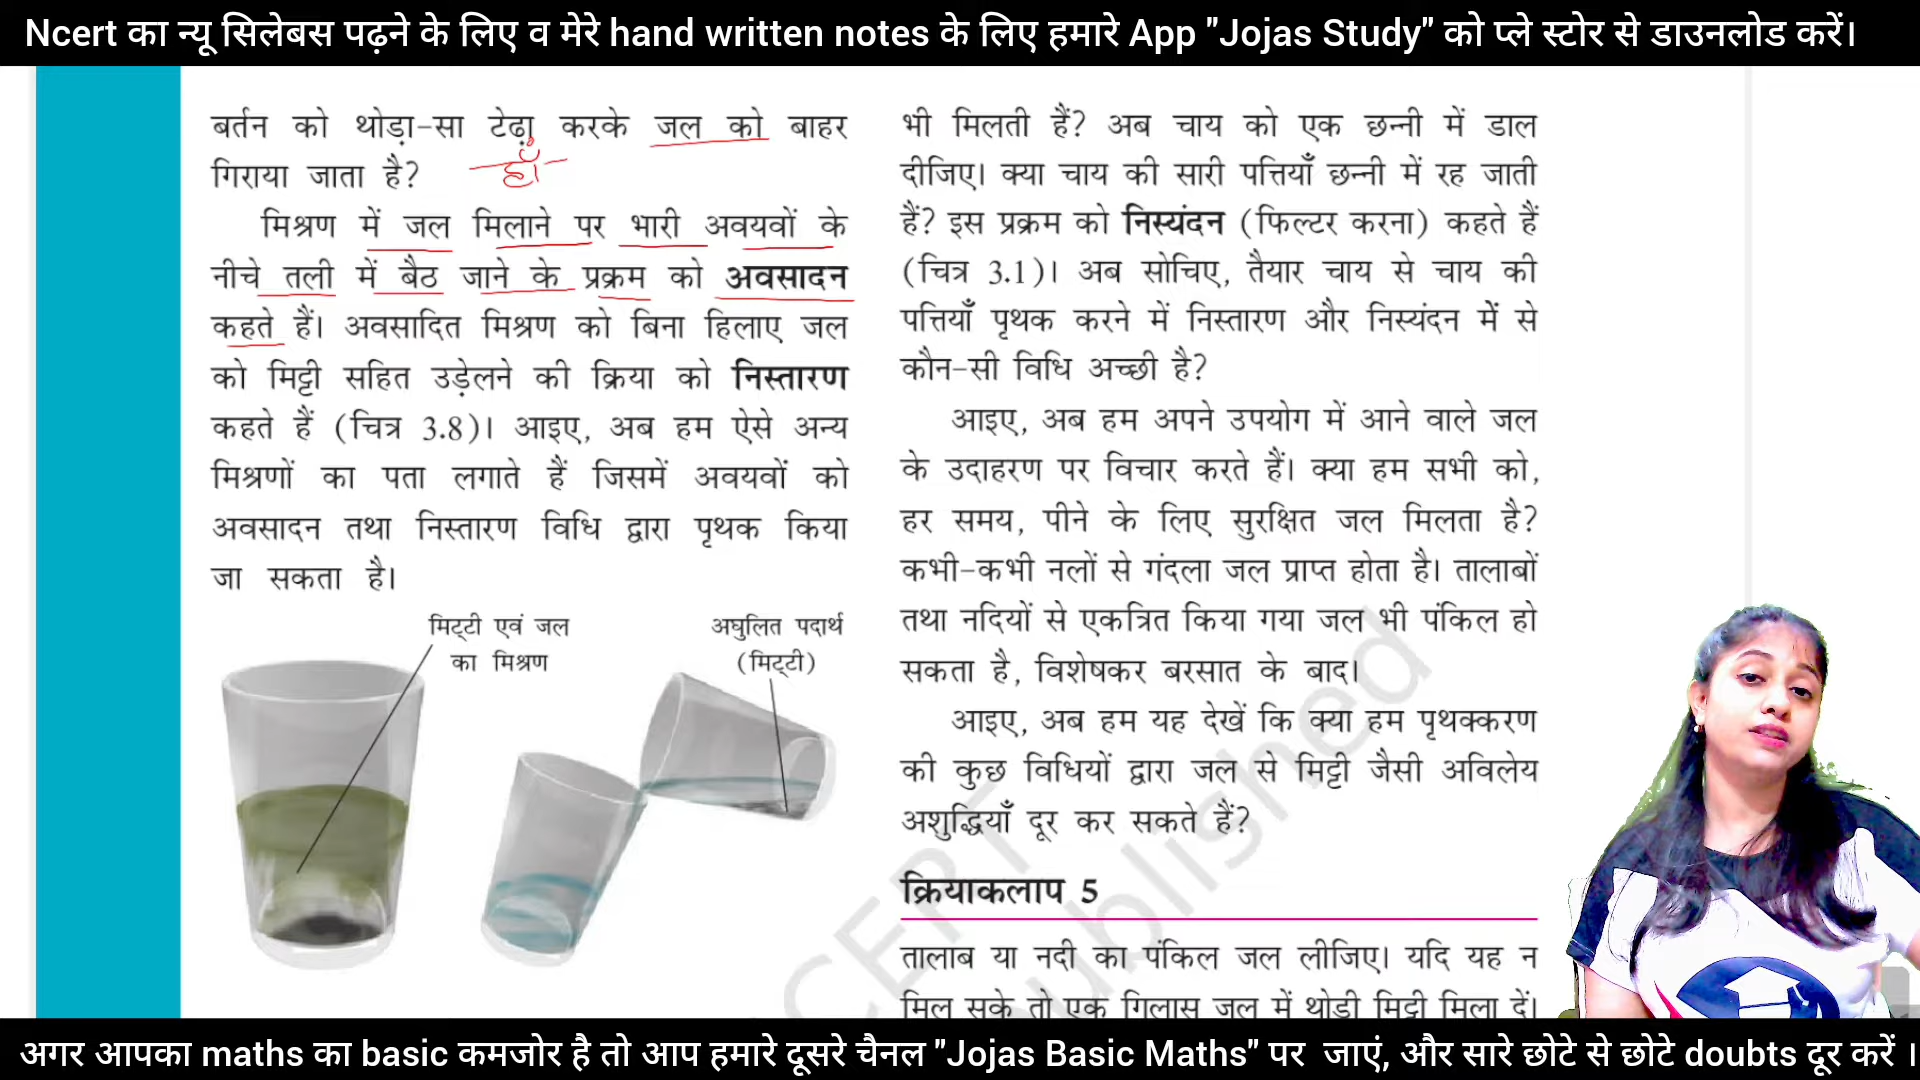 Ncert का न्यू सिलेबस पढ़ने के लिए व मेरे hand written notes के लिए हमारे App "Jojas Study" को प्ले स्टोर से डाउनलोड करें।
बर्तन को थोड़ा-सा टेढ़ा करके जल को बाहर
गिराया जाता है?
हाँ
मिश्रण में जल मिलाने पर भारी अवयवों के
नीचे तली में बैठ जाने के प्रक्रम को अवसादन
कहते हैं। अवसादित मिश्रण को बिना हिलाए जल
को मिट्टी सहित उड़ेलने की क्रिया को निस्तारण
कहते हैं (चित्र 3.8)। आइए, अब हम ऐसे अन्य
मिश्रणों का पता लगाते हैं जिसमें अवयवों को
अवसादन तथा निस्तारण विधि द्वारा पृथक किया
जा सकता है।
मिट्टी एवं जल
का मिश्रण
अघुलित पदार्थ
(मिट्टी)
भी मिलती हैं? अब चाय को एक छन्नी में डाल
दीजिए। क्या चाय की सारी पत्तियाँ छन्नी में रह जाती
हैं? इस प्रक्रम को निस्यंदन (फिल्टर करना) कहते हैं
(चित्र 3.1)। अब सोचिए, तैयार चाय से चाय की
पत्तियाँ पृथक करने में निस्तारण और निस्यंदन में से
कौन-सी विधि अच्छी है?
आइए, अब हम अपने उपयोग में आने वाले जल
के उदाहरण पर विचार करते हैं। क्या हम सभी को,
हर समय, पीने के लिए सुरक्षित जल मिलता है?
कभी-कभी नलों से गंदला जल प्राप्त होता है। तालाबों
तथा नदियों से एकत्रित किया गया जल भी पंकिल हो
सकता है, विशेषकर बरसात के बाद।
आइए, अब हम यह देखें कि क्या हम पृथक्करण
की कुछ विधियों द्वारा जल से मिट्टी जैसी अविलेय
अशुद्धियाँ दूर कर सकते हैं?
क्रियाकलाप 5
तालाब या नदी का पंकिल जल लीजिए। यदि यह न
मिल सके तो एक गिलास जल में थोड़ी मिट्टी मिला दें।
अगर आपका maths का basic कमजोर है तो आप हमारे दूसरे चैनल "Jojas Basic Maths" पर जाएं, और सारे छोटे से छोटे doubts दूर करें ।